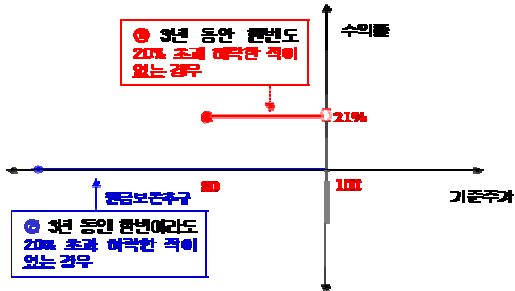 ① 3년 동안 한번도
20% 초과 하락한 적이
없는 경우
수익률
21%
80
100
기준주가
원금보존추구
② 3년 동안 한번이라도
20% 초과 하락한 적이
있는 경우